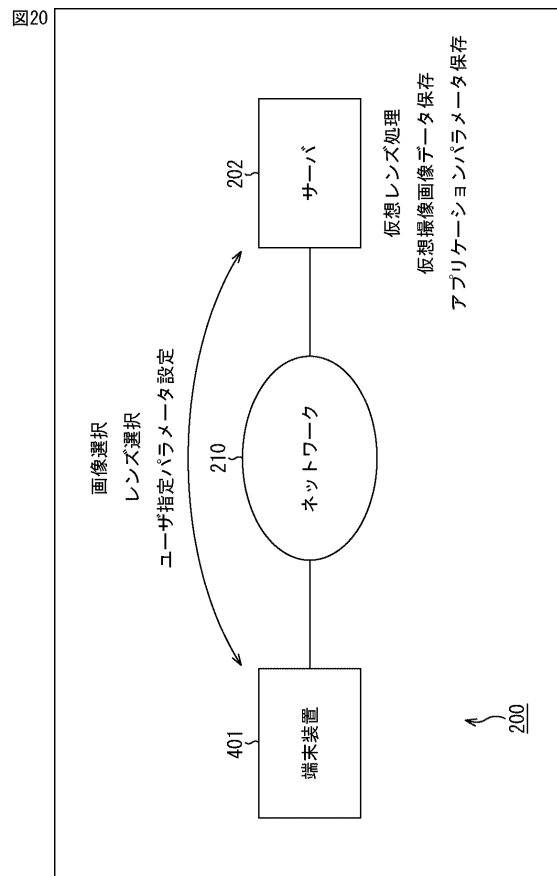 図20
画像選択
レンズ選択
ユーザ指定パラメータ設定
401
端末装置
210
ネットワーク
202
サーバ
仮想レンズ処理
仮想撮像画像データ保存
アプリケーションパラメータ保存
200